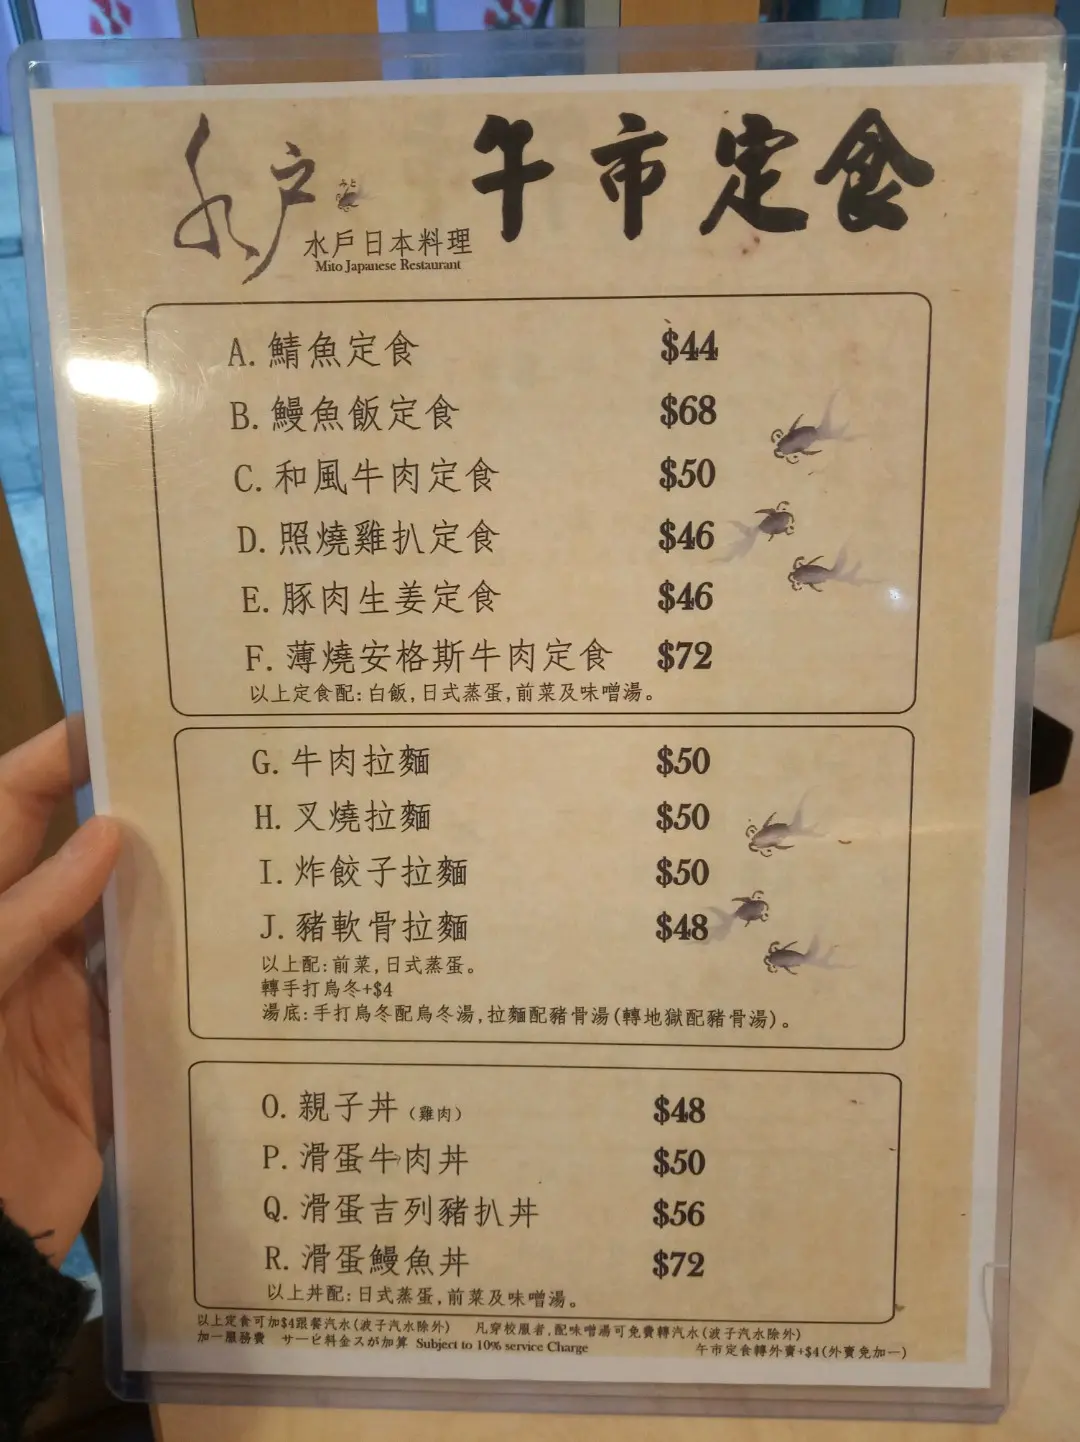 水戸 みと 午市定食
水戶日本料理
Mito Japanese Restaurant
A. 鯖魚定食 $44
B. 鰻魚飯定食 $68
C. 和風牛肉定食 $50
D. 照燒雞扒定食 $46
E. 豚肉生姜定食 $46
F. 薄燒安格斯牛肉定食 $72
以上定食配:白飯,日式蒸蛋,前菜及味噌湯。
G. 牛肉拉麵 $50
H. 叉燒拉麵 $50
I. 炸餃子拉麵 $50
J. 豬軟骨拉麵 $48
以上配:前菜,日式蒸蛋。
轉手打烏冬+$4
湯底:手打烏冬配烏冬湯,拉麵配豬骨湯(轉地獄配豬骨湯)。
O. 親子丼 (雞肉) $48
P. 滑蛋牛肉丼 $50
Q. 滑蛋吉列豬扒丼 $56
R. 滑蛋鰻魚丼 $72
以上丼配:日式蒸蛋,前菜及味噌湯。
以上定食可加$4跟餐汽水(波子汽水除外) 凡穿校服者,配味噌湯可免費轉汽水(波子汽水除外)
加一服務費 サービ料金スが加算 Subject to 10% service Charge 午市定食轉外賣+$4(外賣免加一)